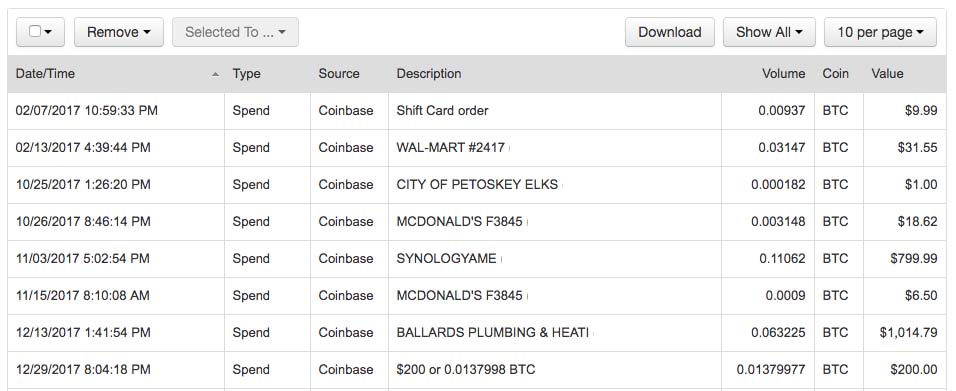 Remove Selected To ... Download Show All 10 per page
Date/Time Type Source Description Volume Coin Value
02/07/2017 10:59:33 PM Spend Coinbase Shift Card order 0.00937 BTC $9.99
02/13/2017 4:39:44 PM Spend Coinbase WAL-MART #2417 0.03147 BTC $31.55
10/25/2017 1:26:20 PM Spend Coinbase CITY OF PETOSKEY ELKS 0.000182 BTC $1.00
10/26/2017 8:46:14 PM Spend Coinbase MCDONALD'S F3845 0.003148 BTC $18.62
11/03/2017 5:02:54 PM Spend Coinbase SYNOLOGYAME 0.11062 BTC $799.99
11/15/2017 8:10:08 AM Spend Coinbase MCDONALD'S F3845 0.0009 BTC $6.50
12/13/2017 1:41:54 PM Spend Coinbase BALLARDS PLUMBING & HEATI 0.063225 BTC $1,014.79
12/29/2017 8:04:18 PM Spend Coinbase $200 or 0.0137998 BTC 0.01379977 BTC $200.00